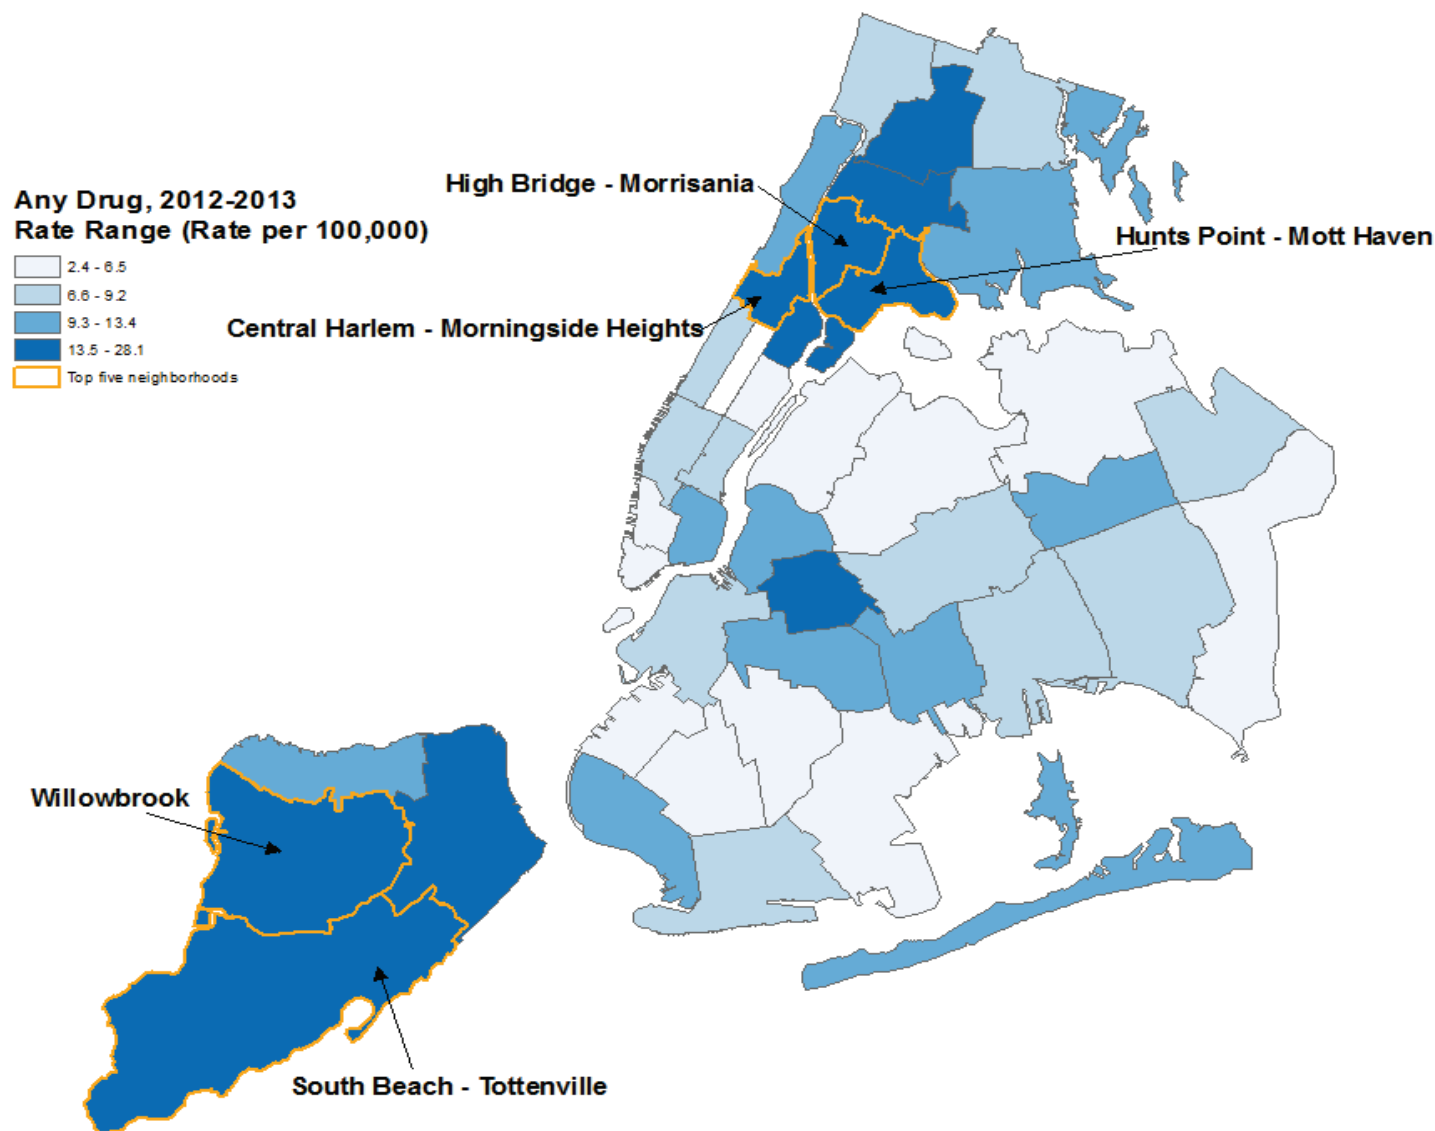 Any Drug, 2012-2013
Rate Range (Rate per 100,000)
2.4 - 6.5
6.6 - 9.2
9.3 - 13.4
13.5 - 28.1
Top five neighborhoods
High Bridge - Morrisania
Hunts Point - Mott Haven
Central Harlem - Morningside Heights
Willowbrook
South Beach - Tottenville